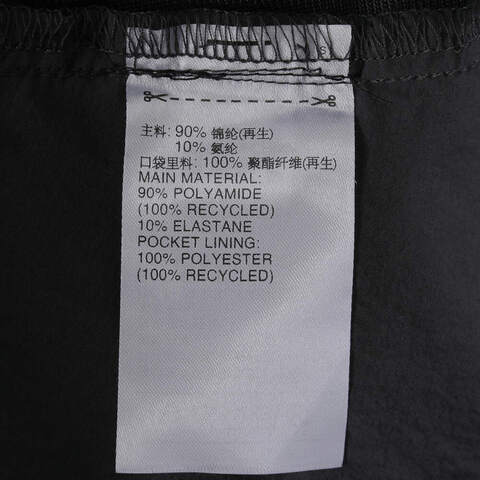 S
主料: 90% 锦纶(再生)
10% 氨纶
口袋里料: 100% 聚酯纤维(再生)
MAIN MATERIAL:
90% POLYAMIDE
(100% RECYCLED)
10% ELASTANE
POCKET LINING:
100% POLYESTER
(100% RECYCLED)